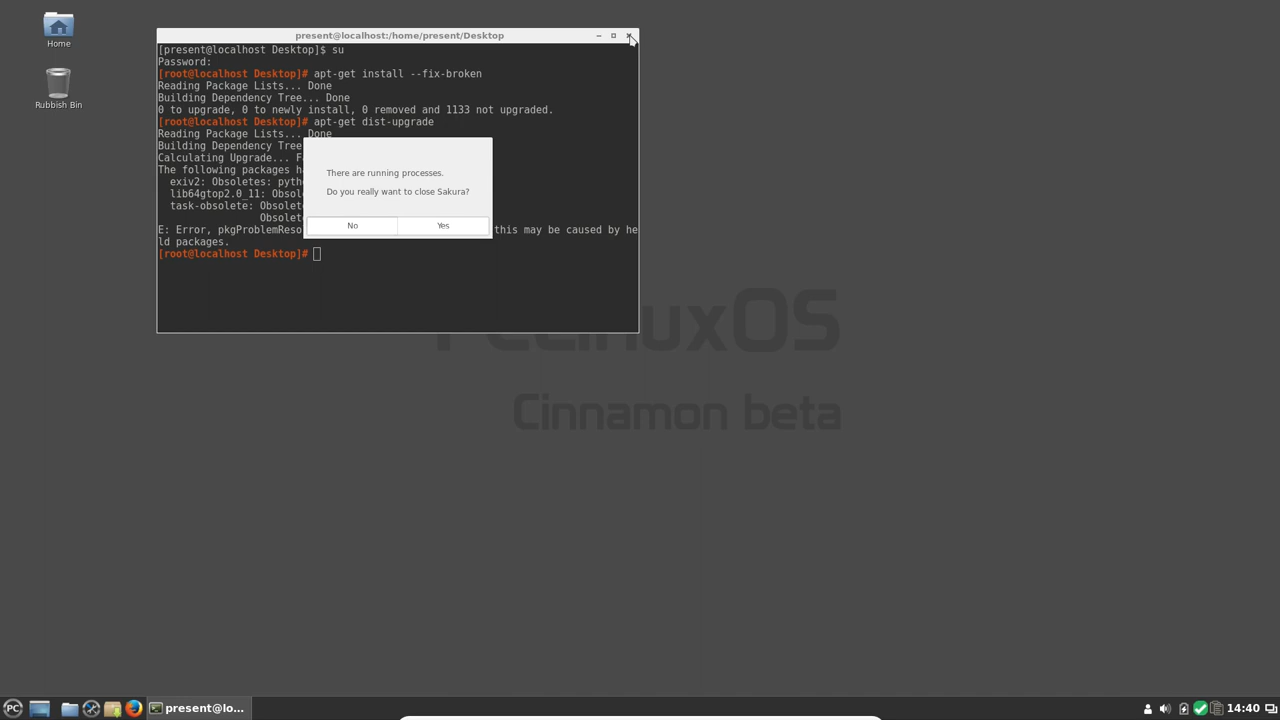 Home
Rubbish Bin
present@localhost:/home/present/Desktop
[present@localhost Desktop]$ su
Password:
[root@localhost Desktop]# apt-get install --fix-broken
Reading Package Lists... Done
Building Dependency Tree... Done
0 to upgrade, 0 to newly install, 0 removed and 1133 not upgraded.
[root@localhost Desktop]# apt-get dist-upgrade
Reading Package Lists... Done
Building Dependency Tree
Calculating Upgrade... F
The following packages h
exiv2: Obsoletes: pyth
lib64gtop2.0_11: Obsol
task-obsolete: Obsolet
Obsolet
E: Error, pkgProblemReso this may be caused by he
ld packages.
[root@localhost Desktop]#
There are running processes.
Do you really want to close Sakura?
No Yes
inuxOS
Cinnamon beta
PC present@lo... 14:40